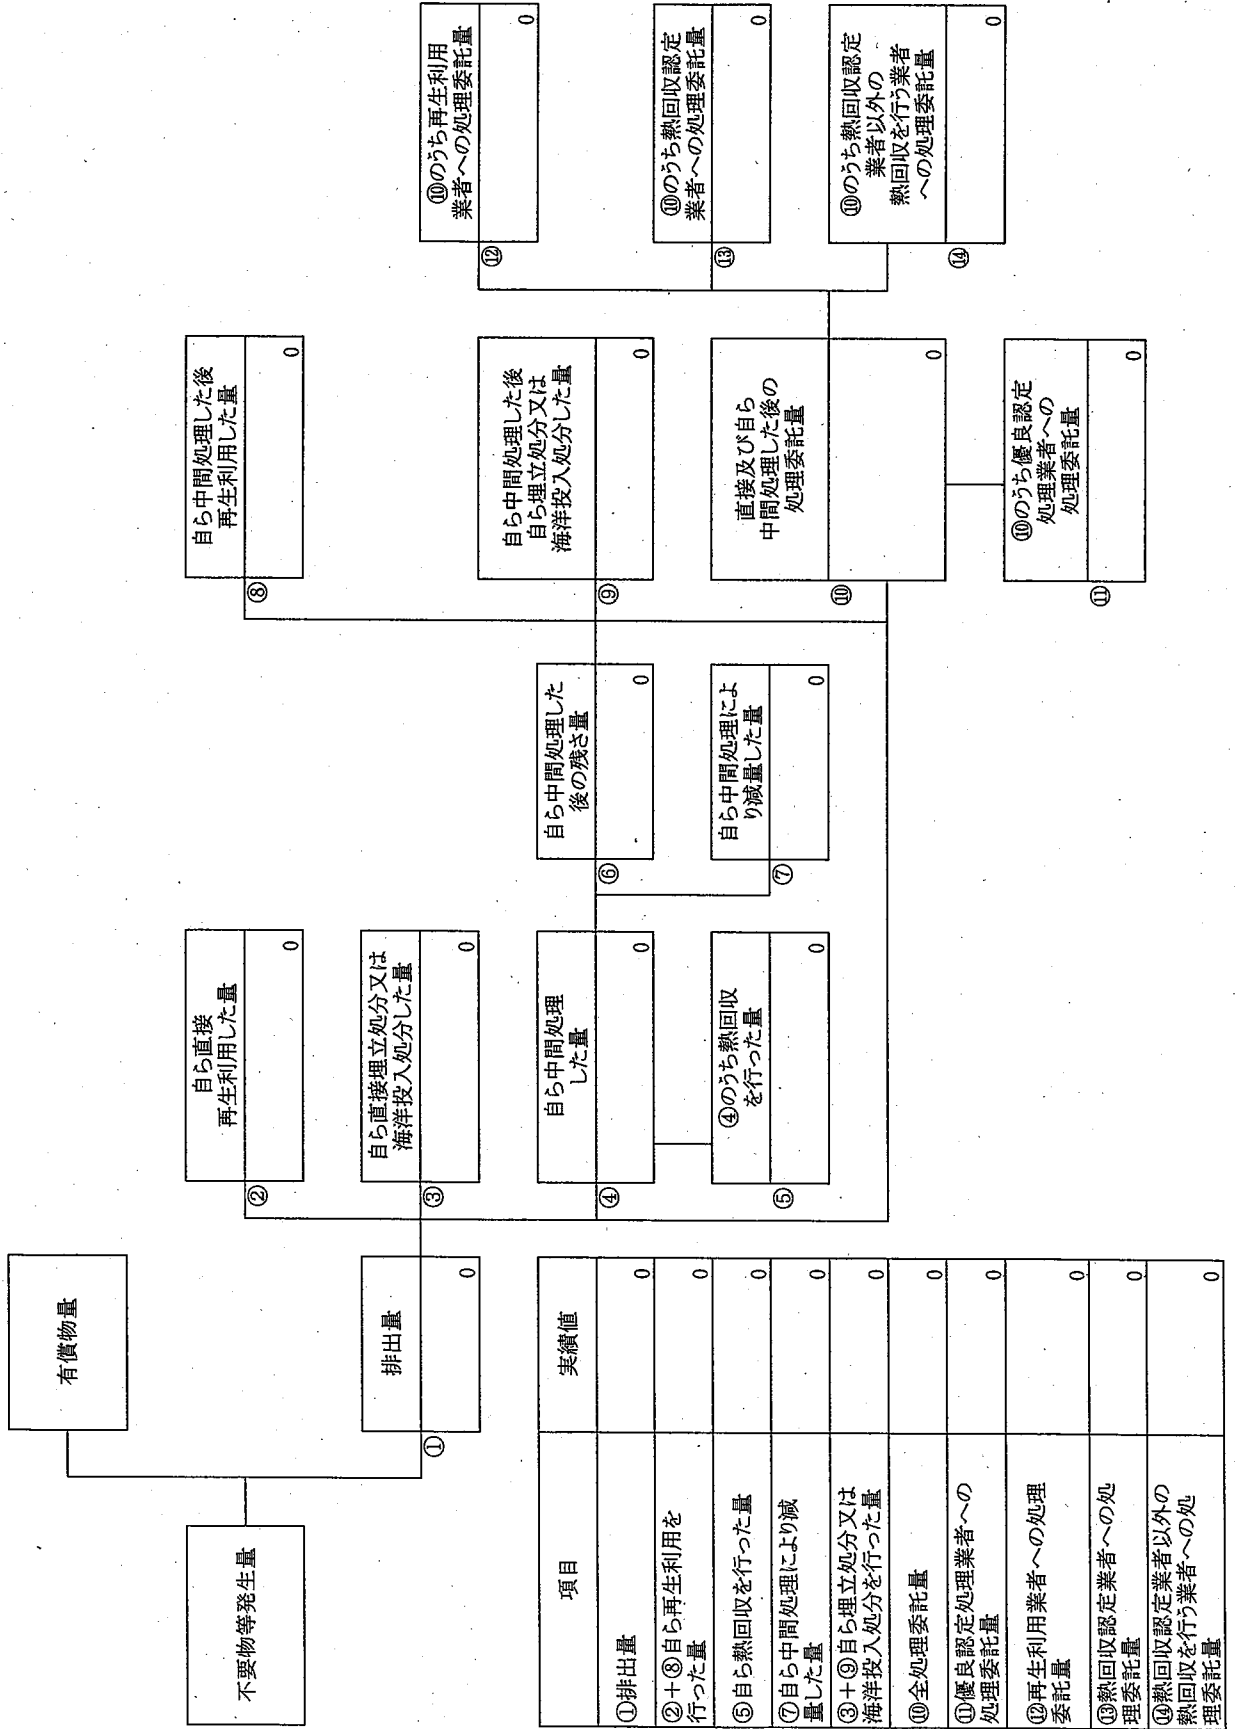 不要物等発生量
有償物量
排出量
①
0
自ら直接
再生利用した量
②
0
自ら直接埋立処分又は
海洋投入処分した量
③
0
自ら中間処理
した量
④
0
④のうち熱回収
を行った量
⑤
0
自ら中間処理した
後の残さ量
⑥
0
自ら中間処理によ
り減量した量
⑦
0
自ら中間処理した後
再生利用した量
⑧
0
自ら中間処理した後
自ら埋立処分又は
海洋投入処分した量
⑨
0
直接及び自ら
中間処理した後の
処理委託量
⑩
0
⑩のうち優良認定
処理業者への
処理委託量
⑪
0
⑩のうち再生利用
業者への処理委託量
⑫
0
⑩のうち熱回収認定
業者への処理委託量
⑬
0
⑩のうち熱回収認定
業者以外の
熱回収を行う業者
への処理委託量
⑭
0
項目 実績値
①排出量 0
②+⑧自ら再生利用を
行った量 0
⑤自ら熱回収を行った量 0
⑦自ら中間処理により減
量した量 0
③+⑨自ら埋立処分又は
海洋投入処分を行った量 0
⑩全処理委託量 0
⑪優良認定処理業者への
処理委託量 0
⑫再生利用業者への処理
委託量 0
⑬熱回収認定業者への処
理委託量 0
⑭熱回収認定業者以外の
熱回収を行う業者への処
理委託量 0